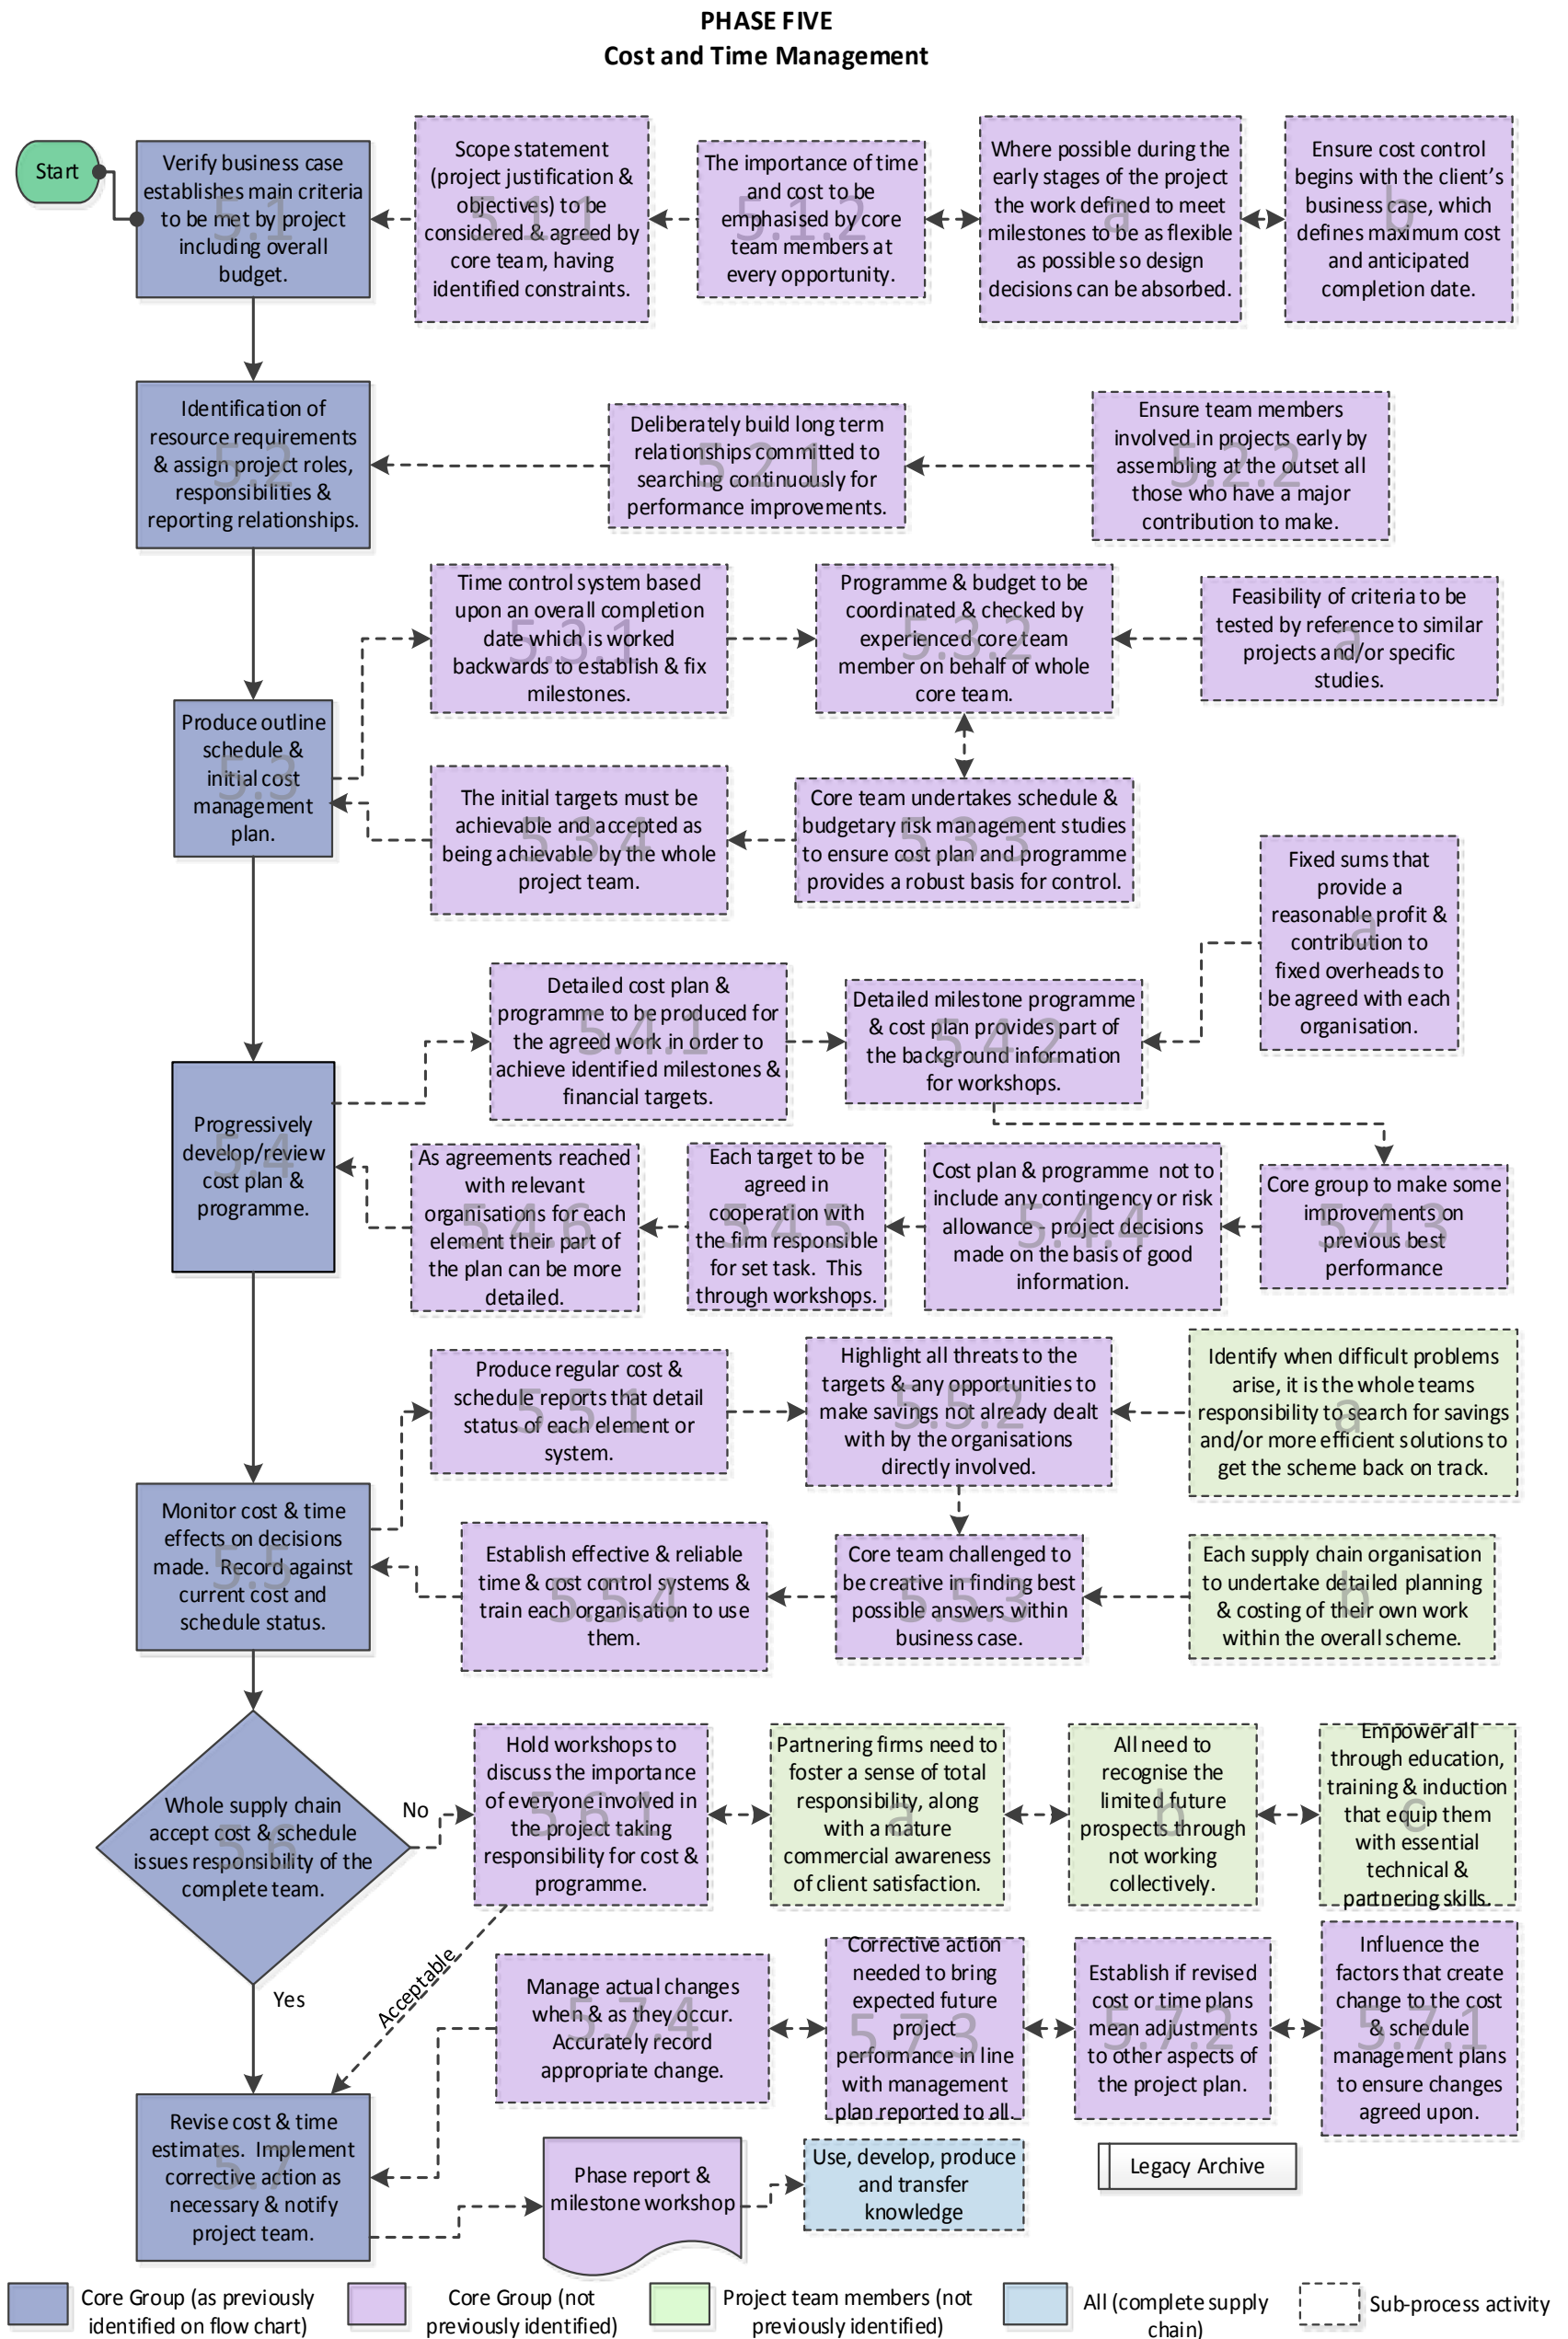 PHASE FIVE
Cost and Time Management
Start
Verify business case
establishes main criteria
to be met by project
including overall
budget.
5.1
Scope statement
(project justification &
objectives) to be
considered & agreed by
core team, having
identified constraints.
5.1.1
The importance of time
and cost to be
emphasised by core
team members at
every opportunity.
5.1.2
Where possible during the
early stages of the project
the work defined to meet
milestones to be as flexible
as possible so design
decisions can be absorbed.
a
Ensure cost control
begins with the client's
business case, which
defines maximum cost
and anticipated
completion date.
b
Identification of
resource requirements
& assign project roles,
responsibilities &
reporting relationships.
5.2
Deliberately build long term
relationships committed to
searching continuously for
performance improvements.
5.2.1
Ensure team members
involved in projects early by
assembling at the outset all
those who have a major
contribution to make.
5.2.2
Produce outline
schedule &
initial cost
management
plan.
5.3
Time control system based
upon an overall completion
date which is worked
backwards to establish & fix
milestones.
5.3.1
Programme & budget to be
coordinated & checked by
experienced core team
member on behalf of whole
core team.
5.3.2
Feasibility of criteria to be
tested by reference to similar
projects and/or specific
studies.
a
The initial targets must be
achievable and accepted as
being achievable by the whole
project team.
5.3.4
Core team undertakes schedule &
budgetary risk management studies
to ensure cost plan and programme
provides a robust basis for control.
5.3.3
Fixed sums that
provide a
reasonable profit &
contribution to
fixed overheads to
be agreed with each
organisation.
a
Progressively
develop/review
cost plan &
programme.
5.4
Detailed cost plan &
programme to be produced for
the agreed work in order to
achieve identified milestones &
financial targets.
5.4.1
Detailed milestone programme
& cost plan provides part of
the background information
for workshops.
5.4.2
As agreements reached
with relevant
organisations for each
element their part of
the plan can be more
detailed.
5.4.6
Each target to be
agreed in
cooperation with
the firm responsible
for set task. This
through workshops.
5.4.5
Cost plan & programme not to
include any contingency or risk
allowance - project decisions
made on the basis of good
information.
5.4.4
Core group to make some
improvements on
previous best
performance
5.4.3
Monitor cost & time
effects on decisions
made. Record against
current cost and
schedule status.
5.5
Produce regular cost &
schedule reports that detail
status of each element or
system.
5.5.1
Highlight all threats to the
targets & any opportunities to
make savings not already dealt
with by the organisations
directly involved.
5.5.2
Identify when difficult problems
arise, it is the whole teams
responsibility to search for savings
and/or more efficient solutions to
get the scheme back on track.
a
Establish effective & reliable
time & cost control systems &
train each organisation to use
them.
5.5.4
Core team challenged to
be creative in finding best
possible answers within
business case.
5.5.3
Each supply chain organisation
to undertake detailed planning
& costing of their own work
within the overall scheme.
b
Whole supply chain
accept cost & schedule
issues responsibility of the
complete team.
5.6
No
Yes
Acceptable
Hold workshops to
discuss the importance
of everyone involved in
the project taking
responsibility for cost &
programme.
5.6.1
Partnering firms need to
foster a sense of total
responsibility, along
with a mature
commercial awareness
of client satisfaction.
a
All need to
recognise the
limited future
prospects through
not working
collectively.
b
Empower all
through education,
training & induction
that equip them
with essential
technical &
partnering skills.
c
Manage actual changes
when & as they occur.
Accurately record
appropriate change.
5.7.4
Corrective action
needed to bring
expected future
project
performance in line
with management
plan reported to all.
5.7.3
Establish if revised
cost or time plans
mean adjustments
to other aspects of
the project plan.
5.7.2
Influence the
factors that create
change to the cost
& schedule
management plans
to ensure changes
agreed upon.
5.7.1
Revise cost & time
estimates. Implement
corrective action as
necessary & notify
project team.
5.7
Phase report &
milestone workshop
Use, develop, produce
and transfer
knowledge
Legacy Archive
Core Group (as previously
identified on flow chart)
Core Group (not
previously identified)
Project team members (not
previously identified)
All (complete supply
chain)
Sub-process activity